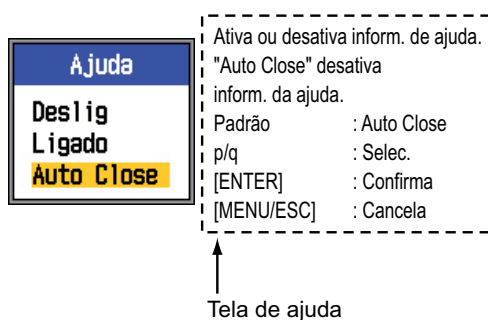 Ajuda
Deslig
Ligado
Auto Close
Ativa ou desativa inform. de ajuda.
"Auto Close" desativa
inform. da ajuda.
Padrão : Auto Close
p/q : Selec.
[ENTER] : Confirma
[MENU/ESC] : Cancela
Tela de ajuda